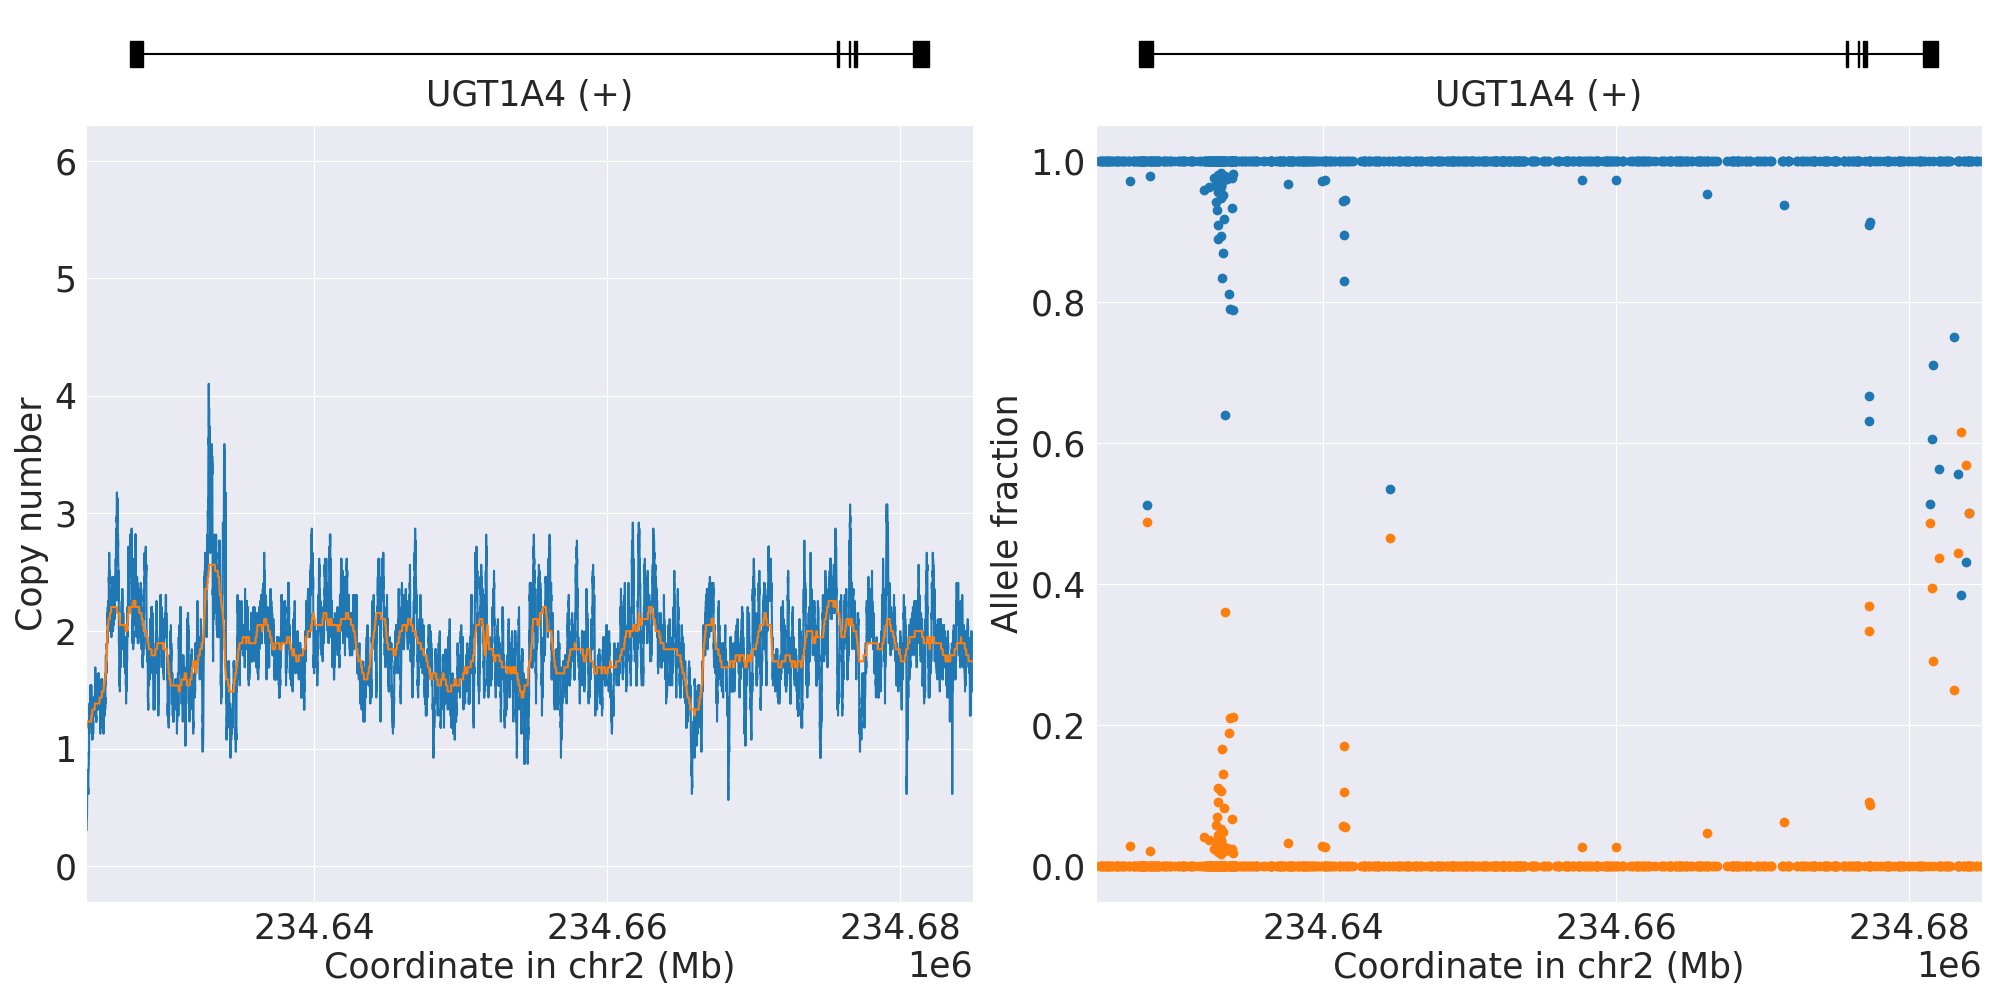 UGT1A4 (+)
6
5
4
3
2
1
0
Copy number
234.64 234.66 234.68
Coordinate in chr2 (Mb)
1e6
UGT1A4 (+)
1.0
0.8
0.6
0.4
0.2
0.0
Allele fraction
234.64 234.66 234.68
Coordinate in chr2 (Mb)
1e6